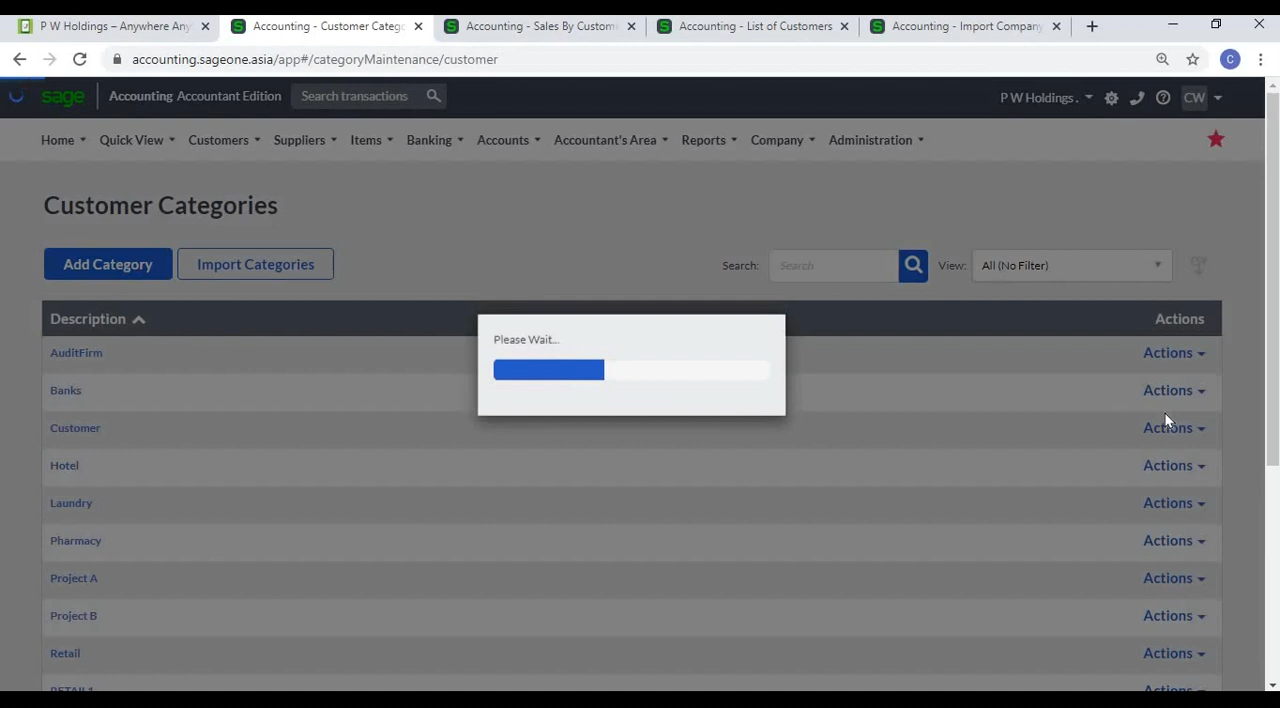 P W Holdings – Anywhere Any
Accounting - Customer Categ
Accounting - Sales By Custom
Accounting - List of Customers
Accounting - Import Company
accounting.sageone.asia/app#/categoryMaintenance/customer
C
sage
Accounting Accountant Edition
Search transactions
P W Holdings .
CW
Home
Quick View
Customers
Suppliers
Items
Banking
Accounts
Accountant's Area
Reports
Company
Administration
Customer Categories
Add Category
Import Categories
Search:
Search
View:
All (No Filter)
Description
Actions
Please Wait...
AuditFirm
Actions
Banks
Actions
Customer
Actions
Hotel
Actions
Laundry
Actions
Pharmacy
Actions
Project A
Actions
Project B
Actions
Retail
Actions
RETAIL1
Actions